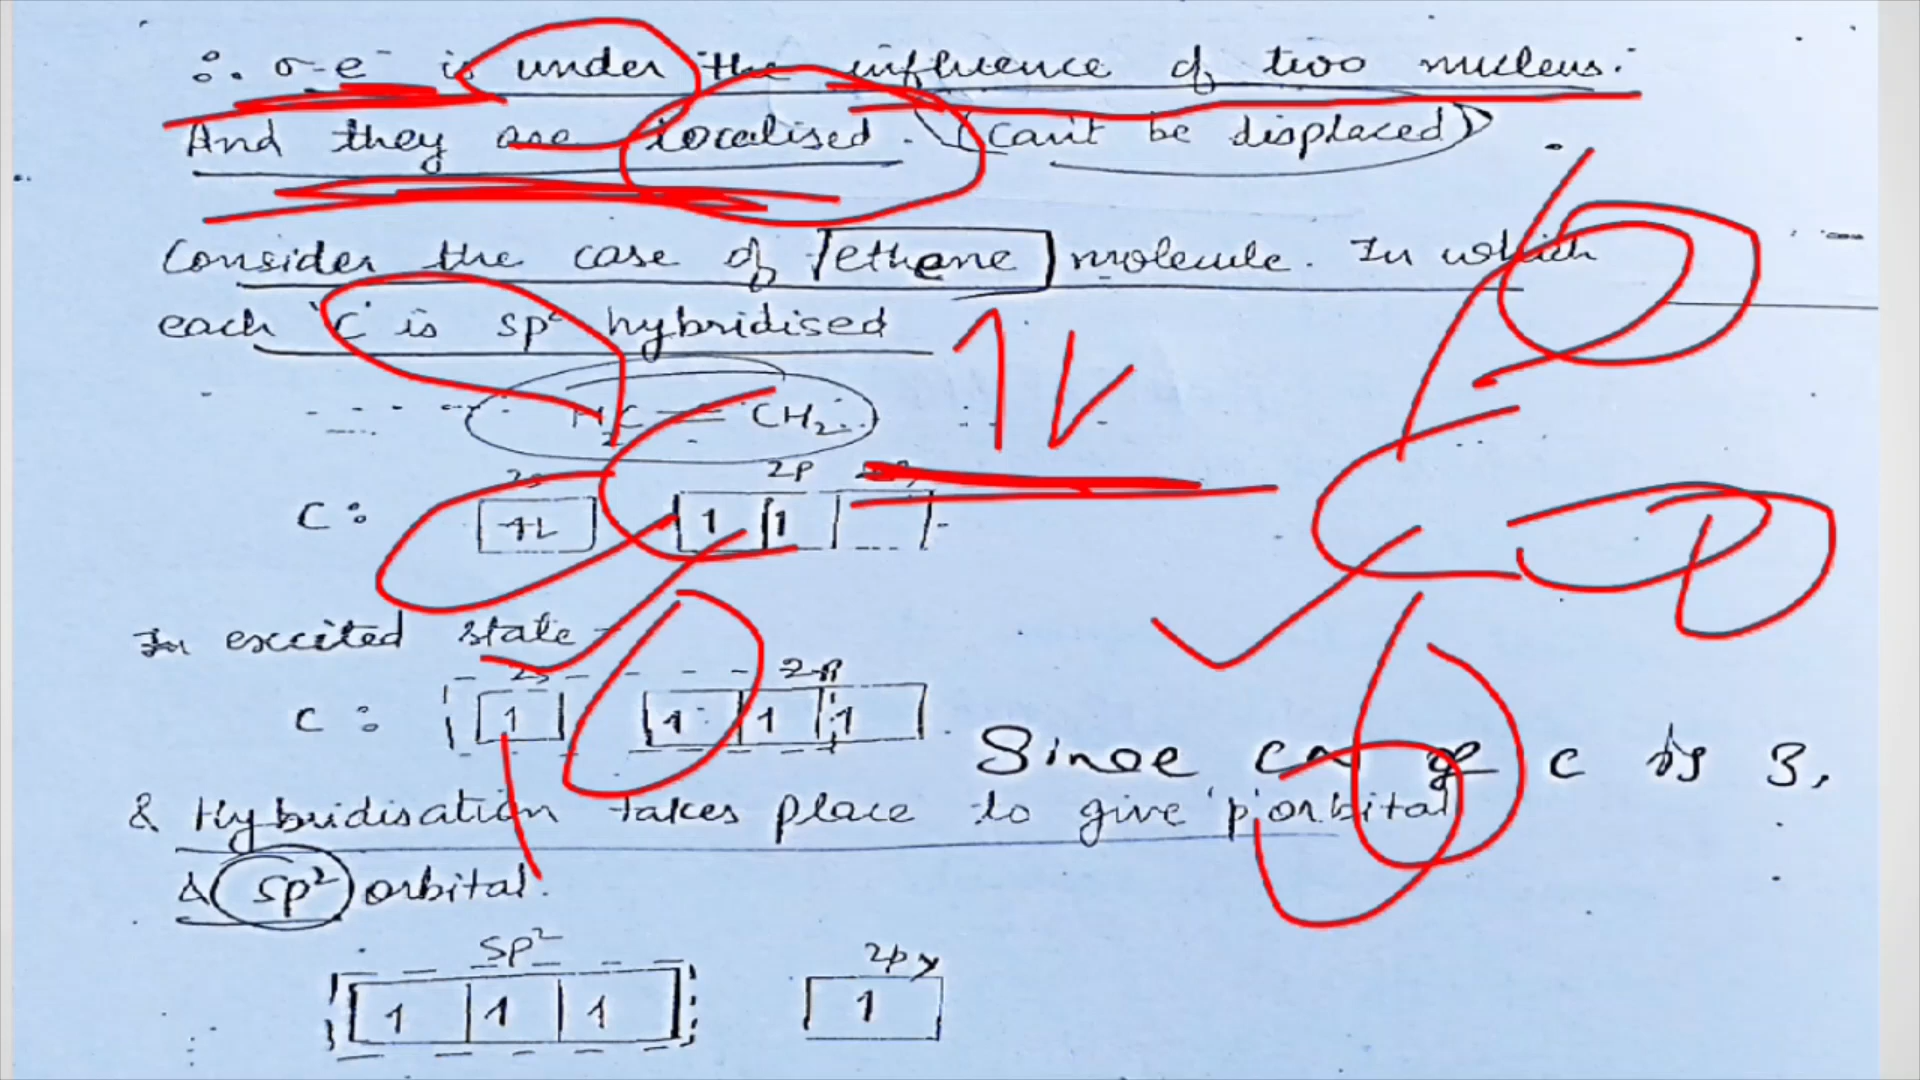 ∴ σ-e⁻ is under the influence of two nucleus.
And they are localised. (can't be displaced)
Consider the case of ethene molecule. In which
each 'C' is sp² hybridised
H₂C = CH₂
2s 2p
C: 1L 1 1
In excited state -
2s 2p
C: 1 1 1 1
Since c of c is 3,
& Hybridisation takes place to give 'p' orbital
& sp² orbital.
sp² 2py
1 1 1 1